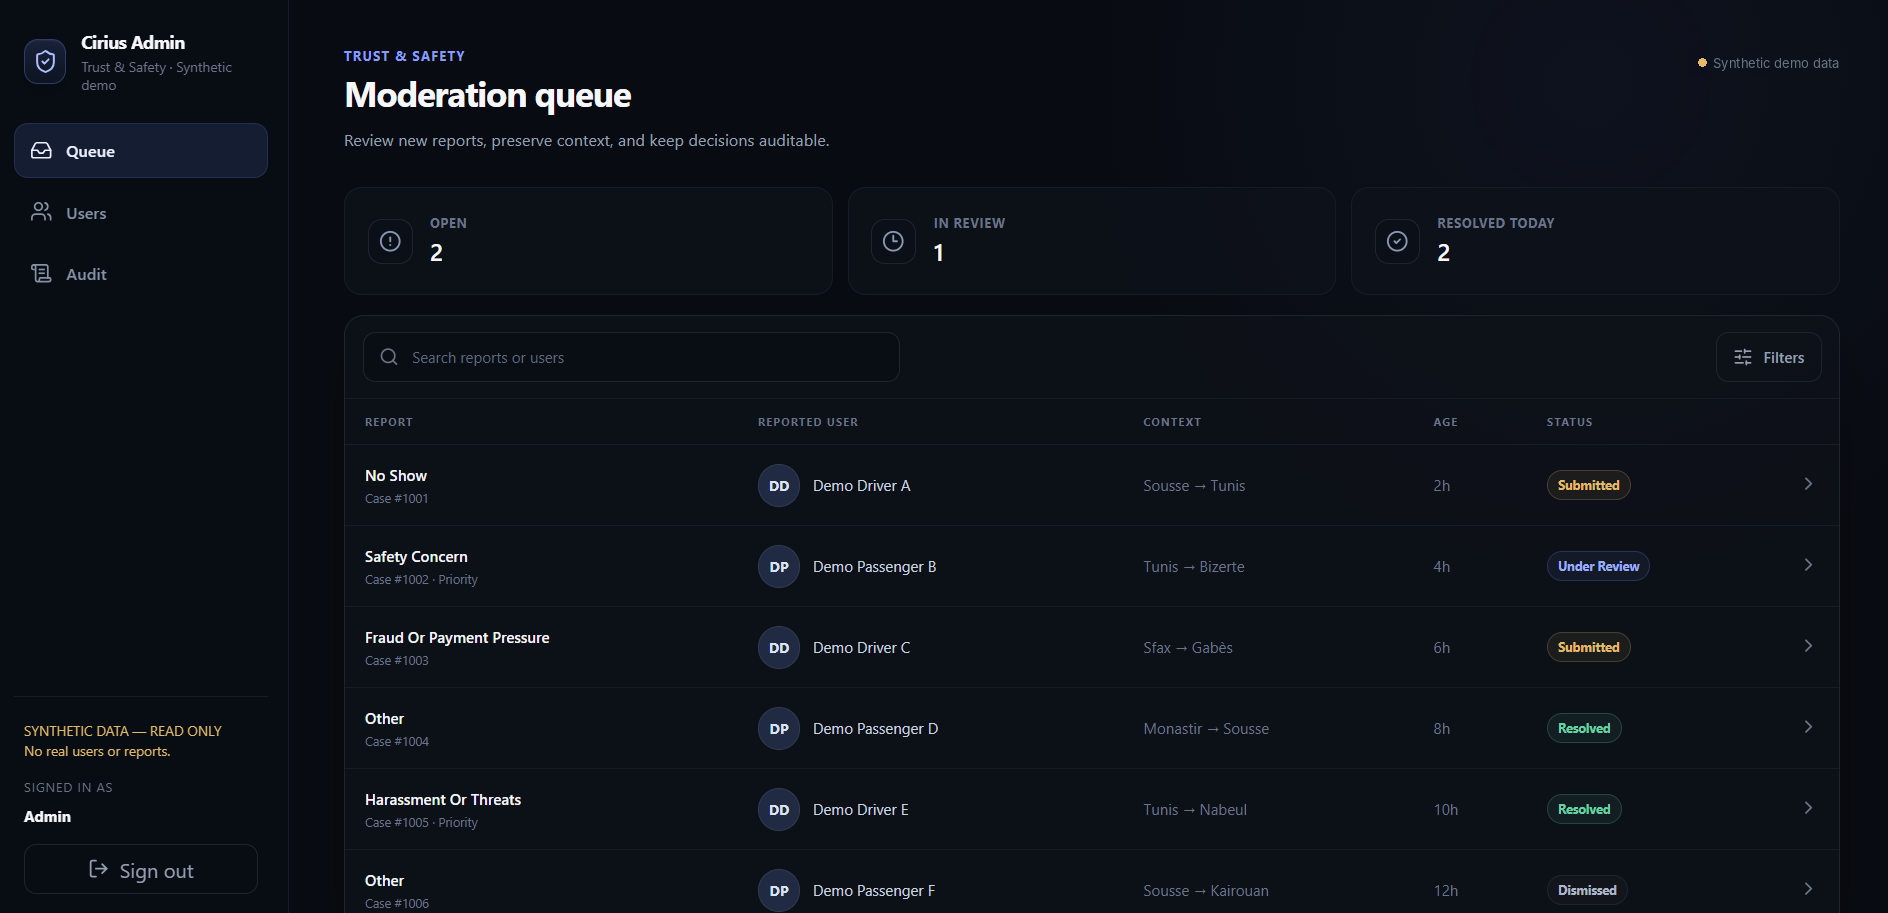 Cirius Admin
Trust & Safety · Synthetic
demo
Queue
Users
Audit
SYNTHETIC DATA — READ ONLY
No real users or reports.
SIGNED IN AS
Admin
Sign out
TRUST & SAFETY
Moderation queue
Review new reports, preserve context, and keep decisions auditable.
Synthetic demo data
OPEN
2
IN REVIEW
1
RESOLVED TODAY
2
Search reports or users
Filters
REPORT REPORTED USER CONTEXT AGE STATUS
No Show
Case #1001
DD Demo Driver A Sousse → Tunis 2h Submitted
Safety Concern
Case #1002 · Priority
DP Demo Passenger B Tunis → Bizerte 4h Under Review
Fraud Or Payment Pressure
Case #1003
DD Demo Driver C Sfax → Gabès 6h Submitted
Other
Case #1004
DP Demo Passenger D Monastir → Sousse 8h Resolved
Harassment Or Threats
Case #1005 · Priority
DD Demo Driver E Tunis → Nabeul 10h Resolved
Other
Case #1006
DP Demo Passenger F Sousse → Kairouan 12h Dismissed